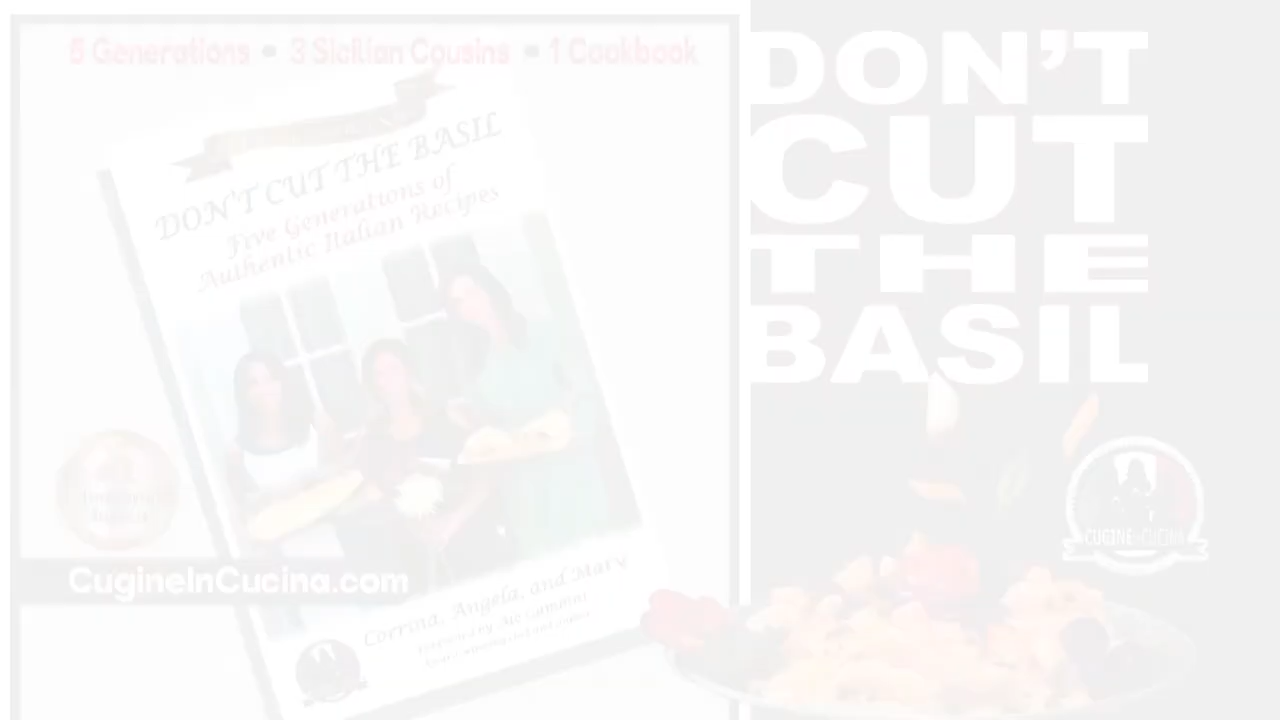 5 Generations - 3 Sicilian Cousins - 1 Cookbook
DON'T CUT THE BASIL
Five Generations of
Authentic Italian Recipes
Corrina, Angela, and Mary
CugineInCucina.com
DON'T
CUT
THE
BASIL
CUGINE IN CUCINA